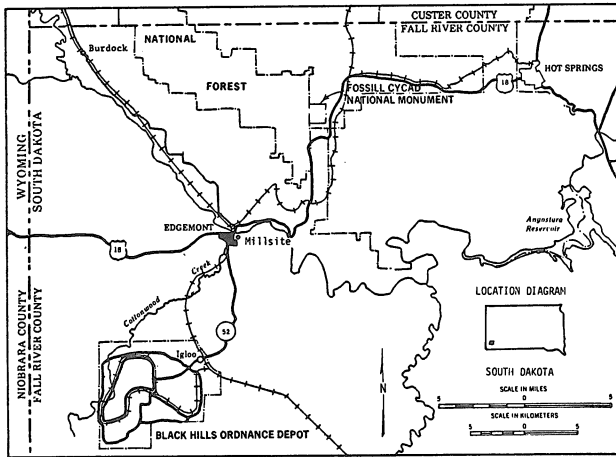 CUSTER COUNTY
FALL RIVER COUNTY
NATIONAL
Burdock
HOT SPRINGS
FOREST
FOSSILL CYCAD
NATIONAL MONUMENT
18
WYOMING
SOUTH DAKOTA
Angostura
Reservoir
EDGEMONT
Millsite
18
Cottonwood
Creek
LOCATION DIAGRAM
NIOBRARA COUNTY
FALL RIVER COUNTY
52
Igloo
SOUTH DAKOTA
N
SCALE IN MILES
5 0 5
SCALE IN KILOMETERS
5 0 5
BLACK HILLS ORDNANCE DEPOT